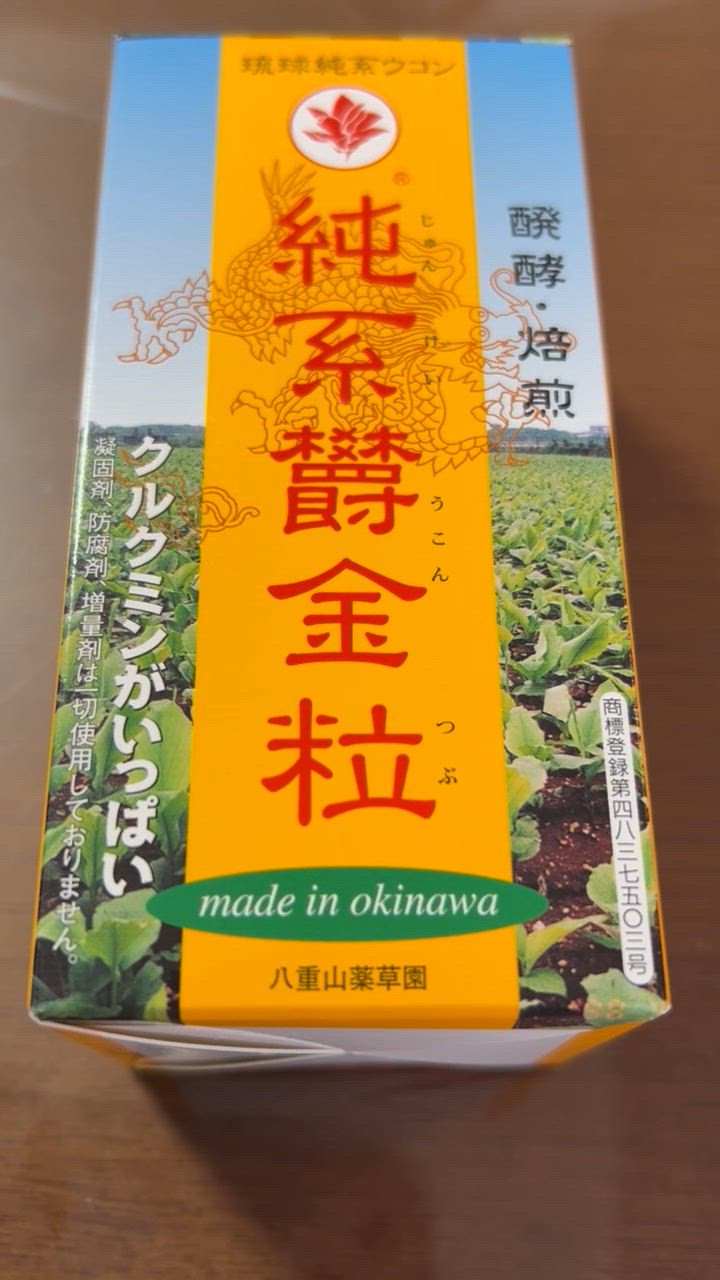 琉球純系ウコン
®
純系欝金粒
じゅんけいうこんつぶ
醗酵・焙煎
クルクミンがいっぱい
凝固剤、防腐剤、増量剤は一切使用しておりません。
商標登録第四八三七五〇三号
made in okinawa
八重山薬草園